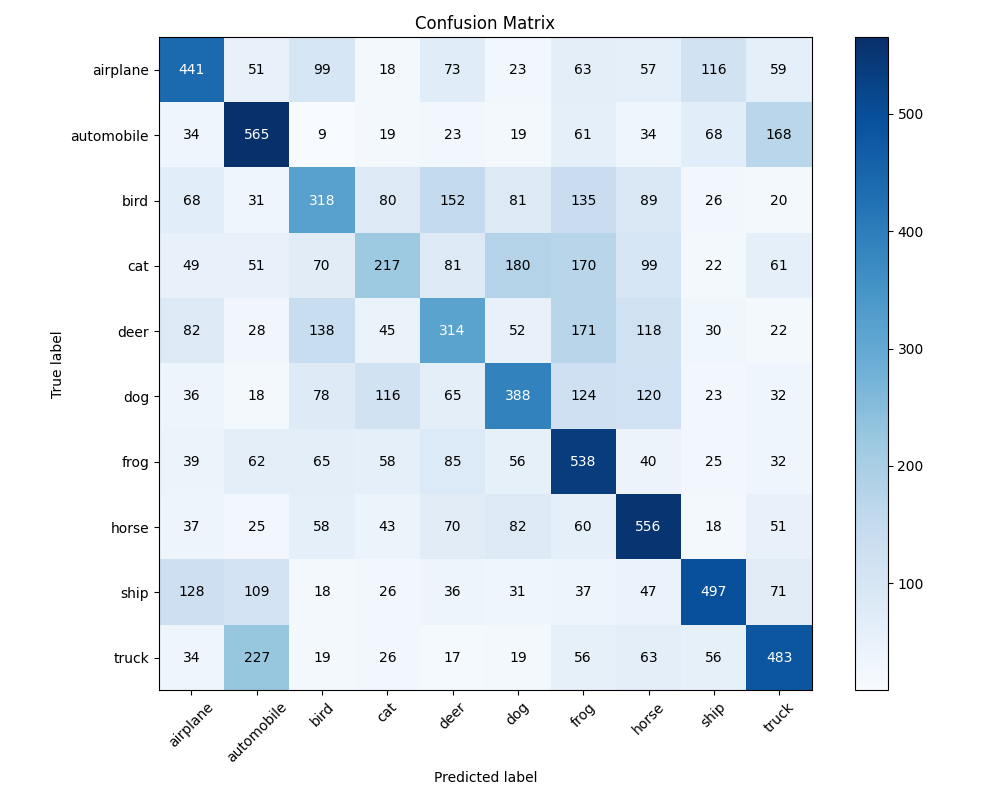 Confusion Matrix
airplane 441 51 99 18 73 23 63 57 116 59
automobile 34 565 9 19 23 19 61 34 68 168
bird 68 31 318 80 152 81 135 89 26 20
cat 49 51 70 217 81 180 170 99 22 61
deer 82 28 138 45 314 52 171 118 30 22
dog 36 18 78 116 65 388 124 120 23 32
frog 39 62 65 58 85 56 538 40 25 32
horse 37 25 58 43 70 82 60 556 18 51
ship 128 109 18 26 36 31 37 47 497 71
truck 34 227 19 26 17 19 56 63 56 483
airplane automobile bird cat deer dog frog horse ship truck
Predicted label
True label
500
400
300
200
100